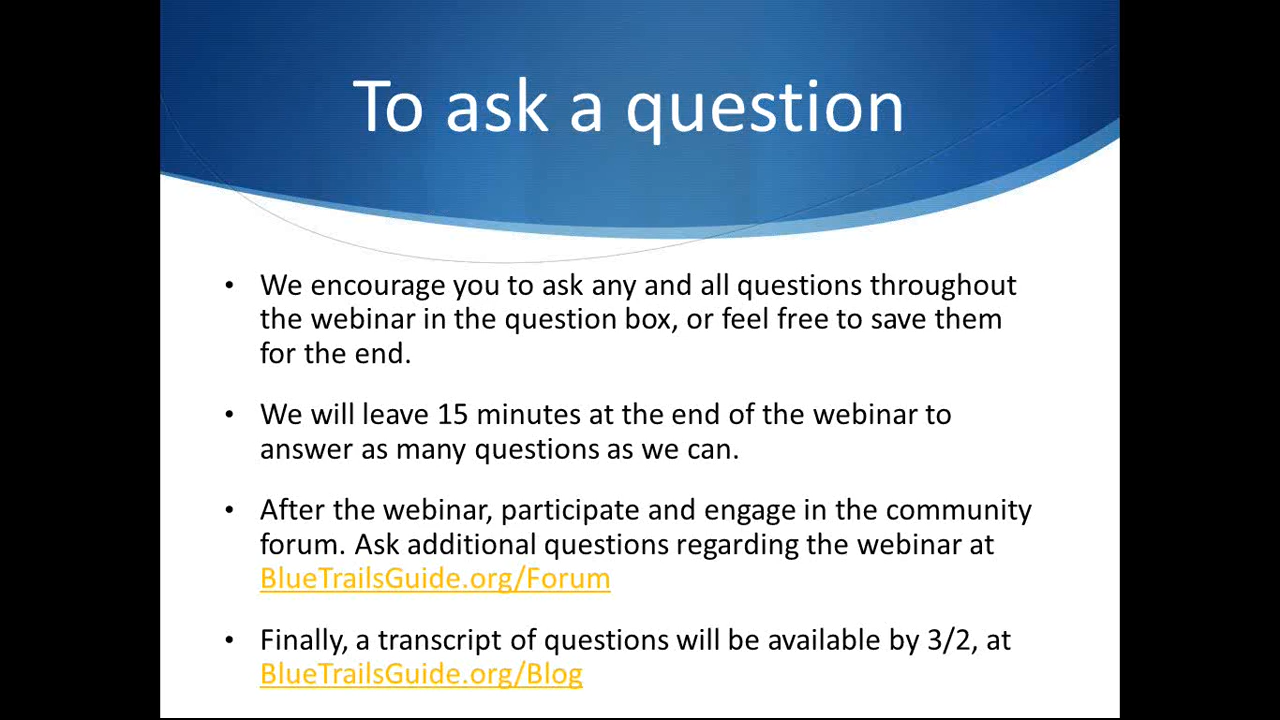 To ask a question
• We encourage you to ask any and all questions throughout
the webinar in the question box, or feel free to save them
for the end.
• We will leave 15 minutes at the end of the webinar to
answer as many questions as we can.
• After the webinar, participate and engage in the community
forum. Ask additional questions regarding the webinar at
BlueTrailsGuide.org/Forum
• Finally, a transcript of questions will be available by 3/2, at
BlueTrailsGuide.org/Blog